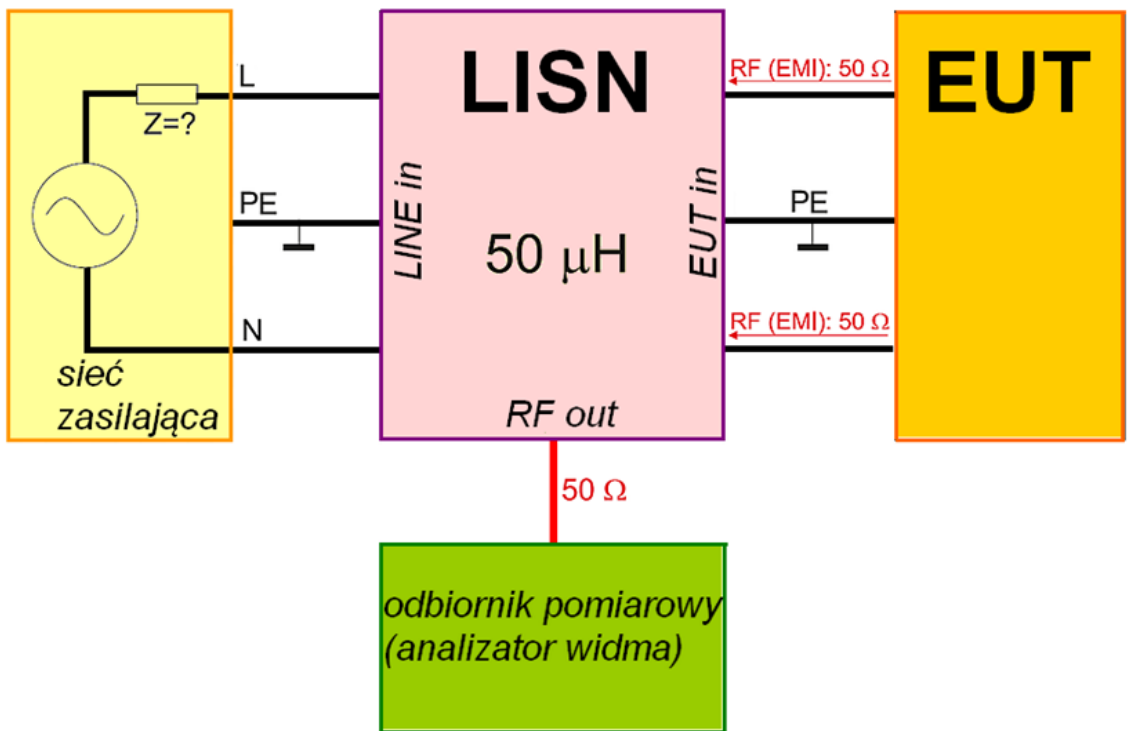 LISN
EUT
RF (EMI): 50 Ω
L
Z=?
LINE in
EUT in
PE
PE
50 μH
RF (EMI): 50 Ω
N
sieć
zasilająca
RF out
50 Ω
odbiornik pomiarowy
(analizator widma)